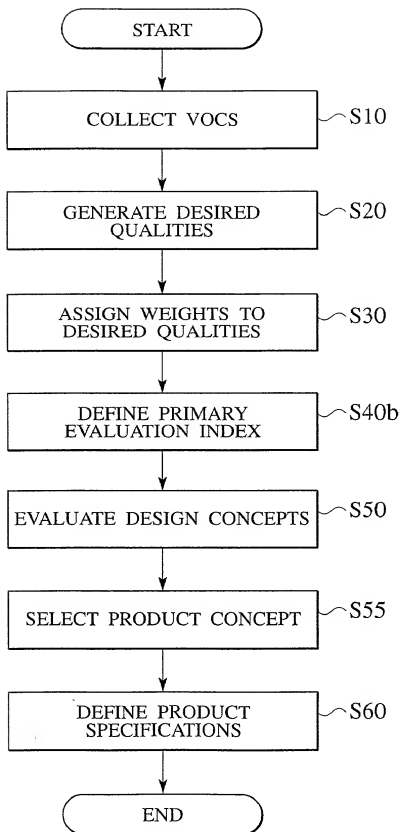 START
COLLECT VOCS
S10
GENERATE DESIRED
QUALITIES
S20
ASSIGN WEIGHTS TO
DESIRED QUALITIES
S30
DEFINE PRIMARY
EVALUATION INDEX
S40b
EVALUATE DESIGN CONCEPTS
S50
SELECT PRODUCT CONCEPT
S55
DEFINE PRODUCT
SPECIFICATIONS
S60
END